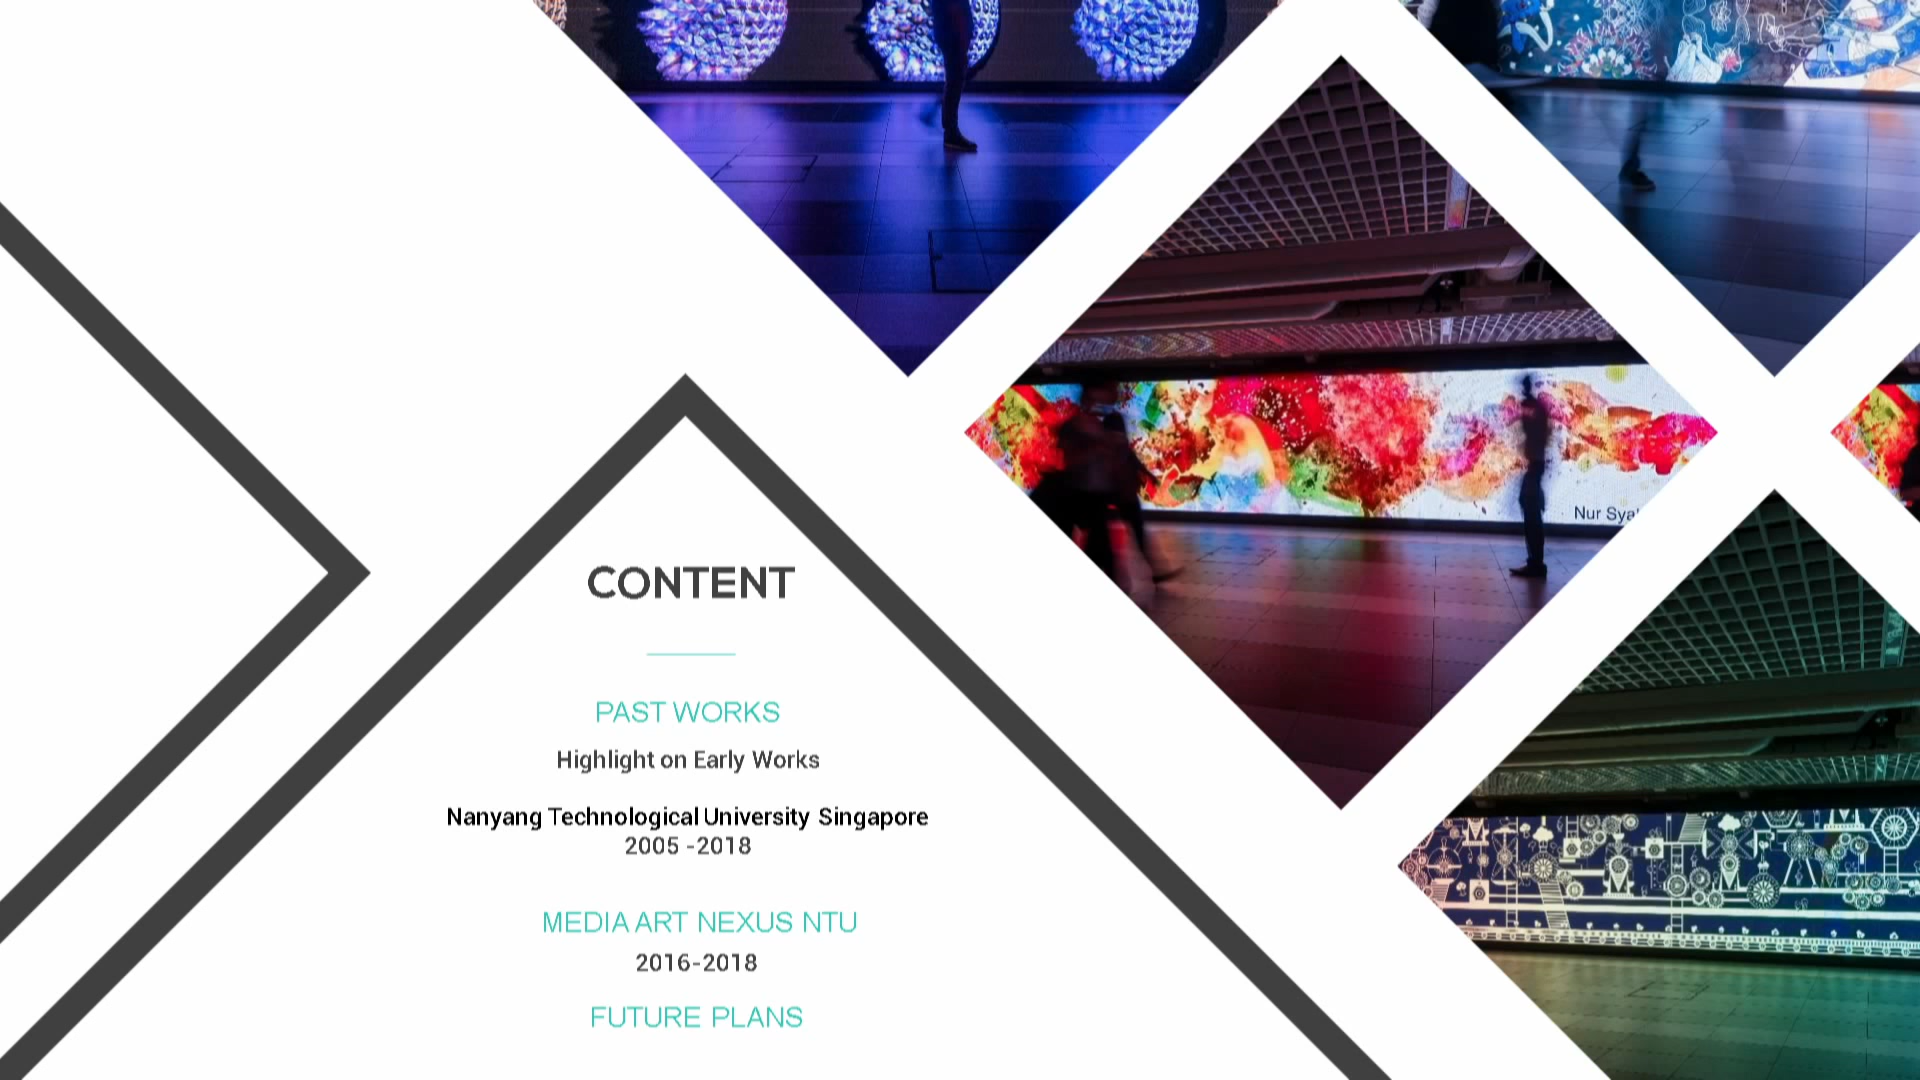 CONTENT
PAST WORKS
Highlight on Early Works
Nanyang Technological University Singapore
2005 -2018
MEDIA ART NEXUS NTU
2016-2018
FUTURE PLANS
Nur